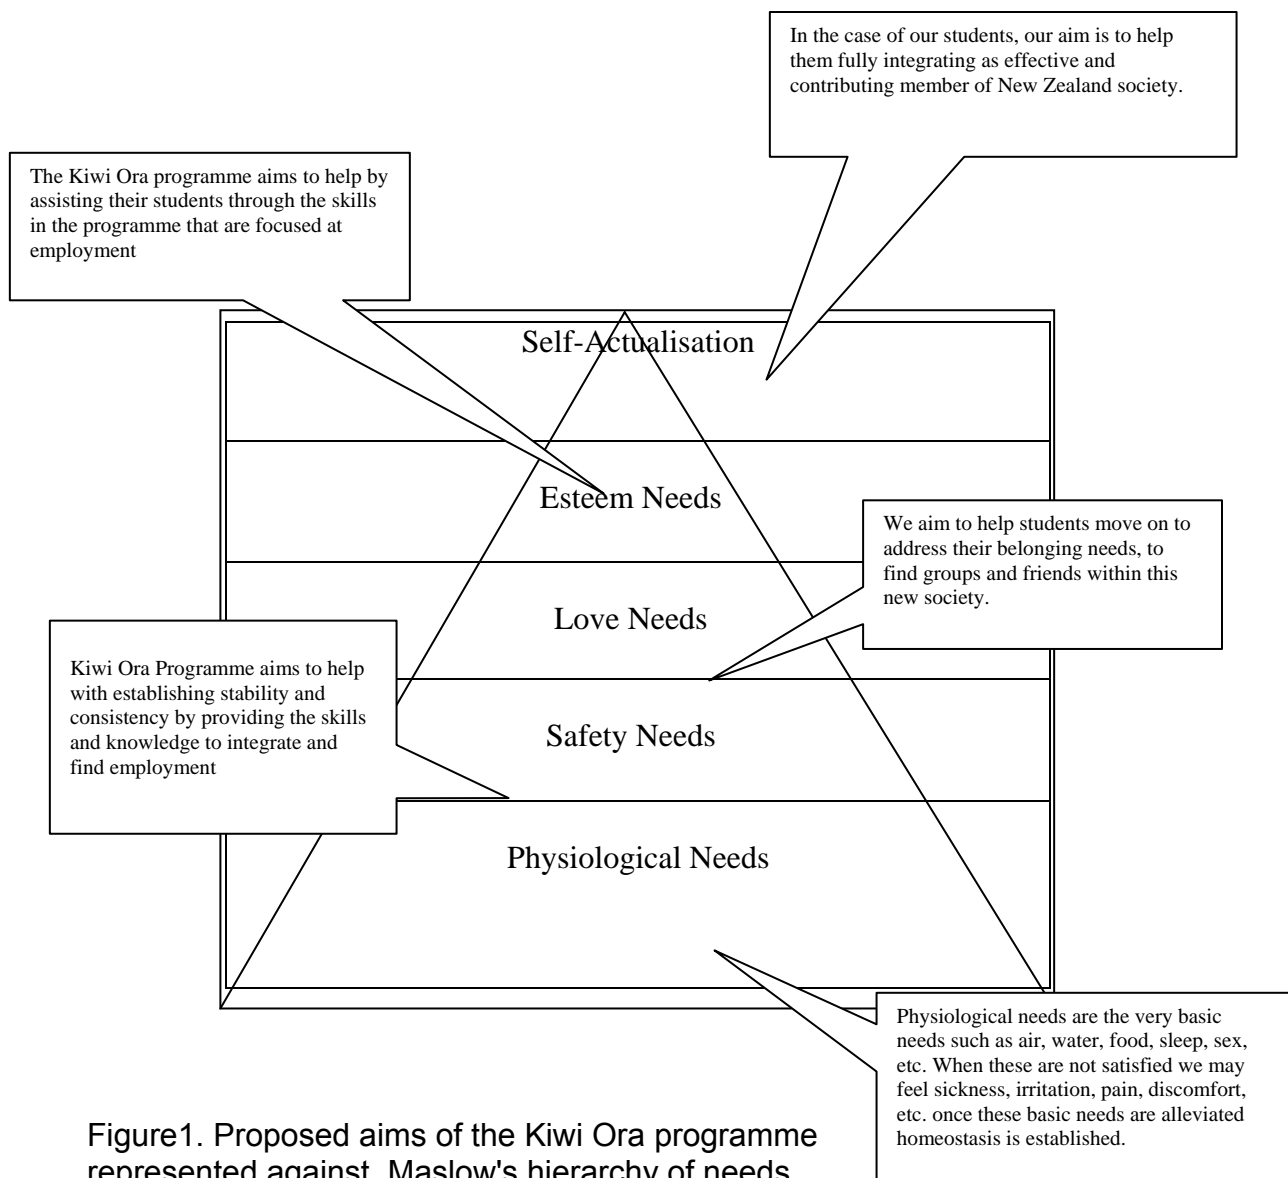 In the case of our students, our aim is to help
them fully integrating as effective and
contributing member of New Zealand society.
The Kiwi Ora programme aims to help by
assisting their students through the skills
in the programme that are focused at
employment
Self-Actualisation
Esteem Needs
We aim to help students move on to
address their belonging needs, to
find groups and friends within this
new society.
Love Needs
Kiwi Ora Programme aims to help
with establishing stability and
consistency by providing the skills
and knowledge to integrate and
find employment
Safety Needs
Physiological Needs
Physiological needs are the very basic
needs such as air, water, food, sleep, sex,
etc. When these are not satisfied we may
feel sickness, irritation, pain, discomfort,
etc. once these basic needs are alleviated
homeostasis is established.
Figure1. Proposed aims of the Kiwi Ora programme
represented against  Maslow's hierarchy of needs